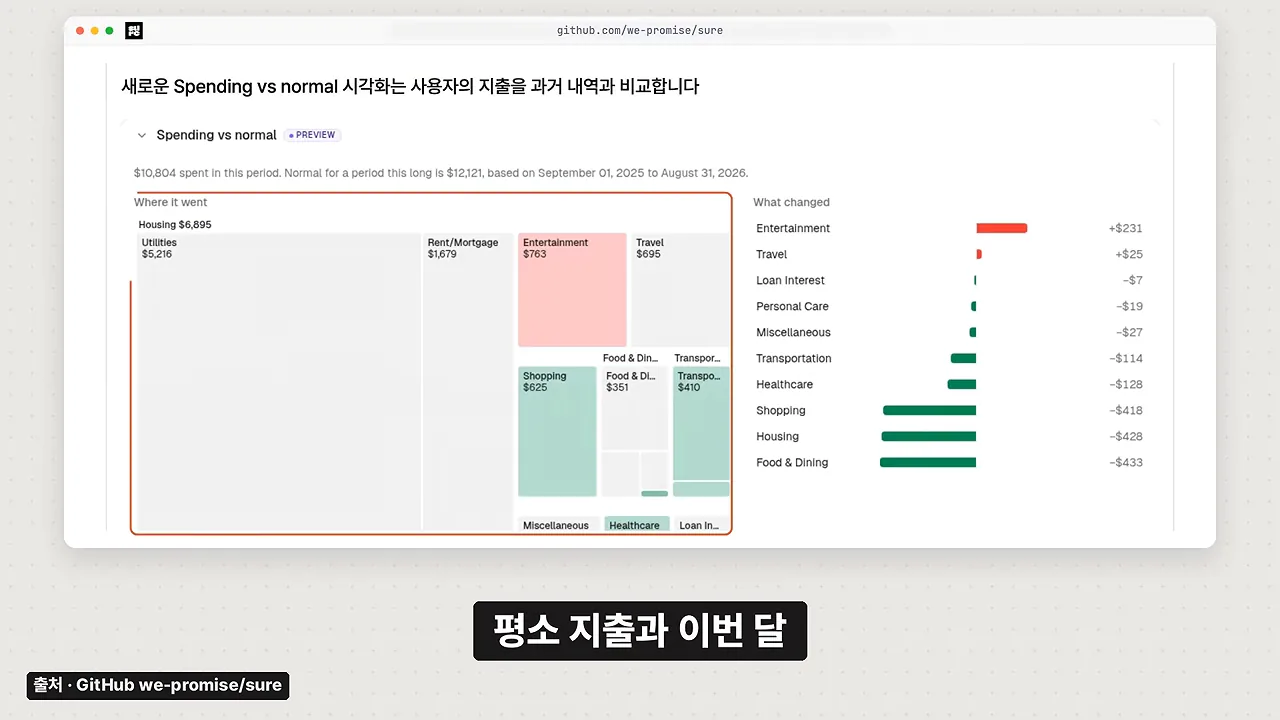 github.com/we-promise/sure
새로운 Spending vs normal 시각화는 사용자의 지출을 과거 내역과 비교합니다
Spending vs normal PREVIEW
$10,804 spent in this period. Normal for a period this long is $12,121, based on September 01, 2025 to August 31, 2026.
Where it went
Housing $6,895
Utilities
$5,216
Rent/Mortgage
$1,679
Entertainment
$763
Travel
$695
Food & Din...
Transpor...
Shopping
$625
Food & Di...
$351
Transpo...
$410
Miscellaneous
Healthcare
Loan In...
What changed
Entertainment +$231
Travel +$25
Loan Interest −$7
Personal Care −$19
Miscellaneous −$27
Transportation −$114
Healthcare −$128
Shopping −$418
Housing −$428
Food & Dining −$433
평소 지출과 이번 달
출처 · GitHub we-promise/sure